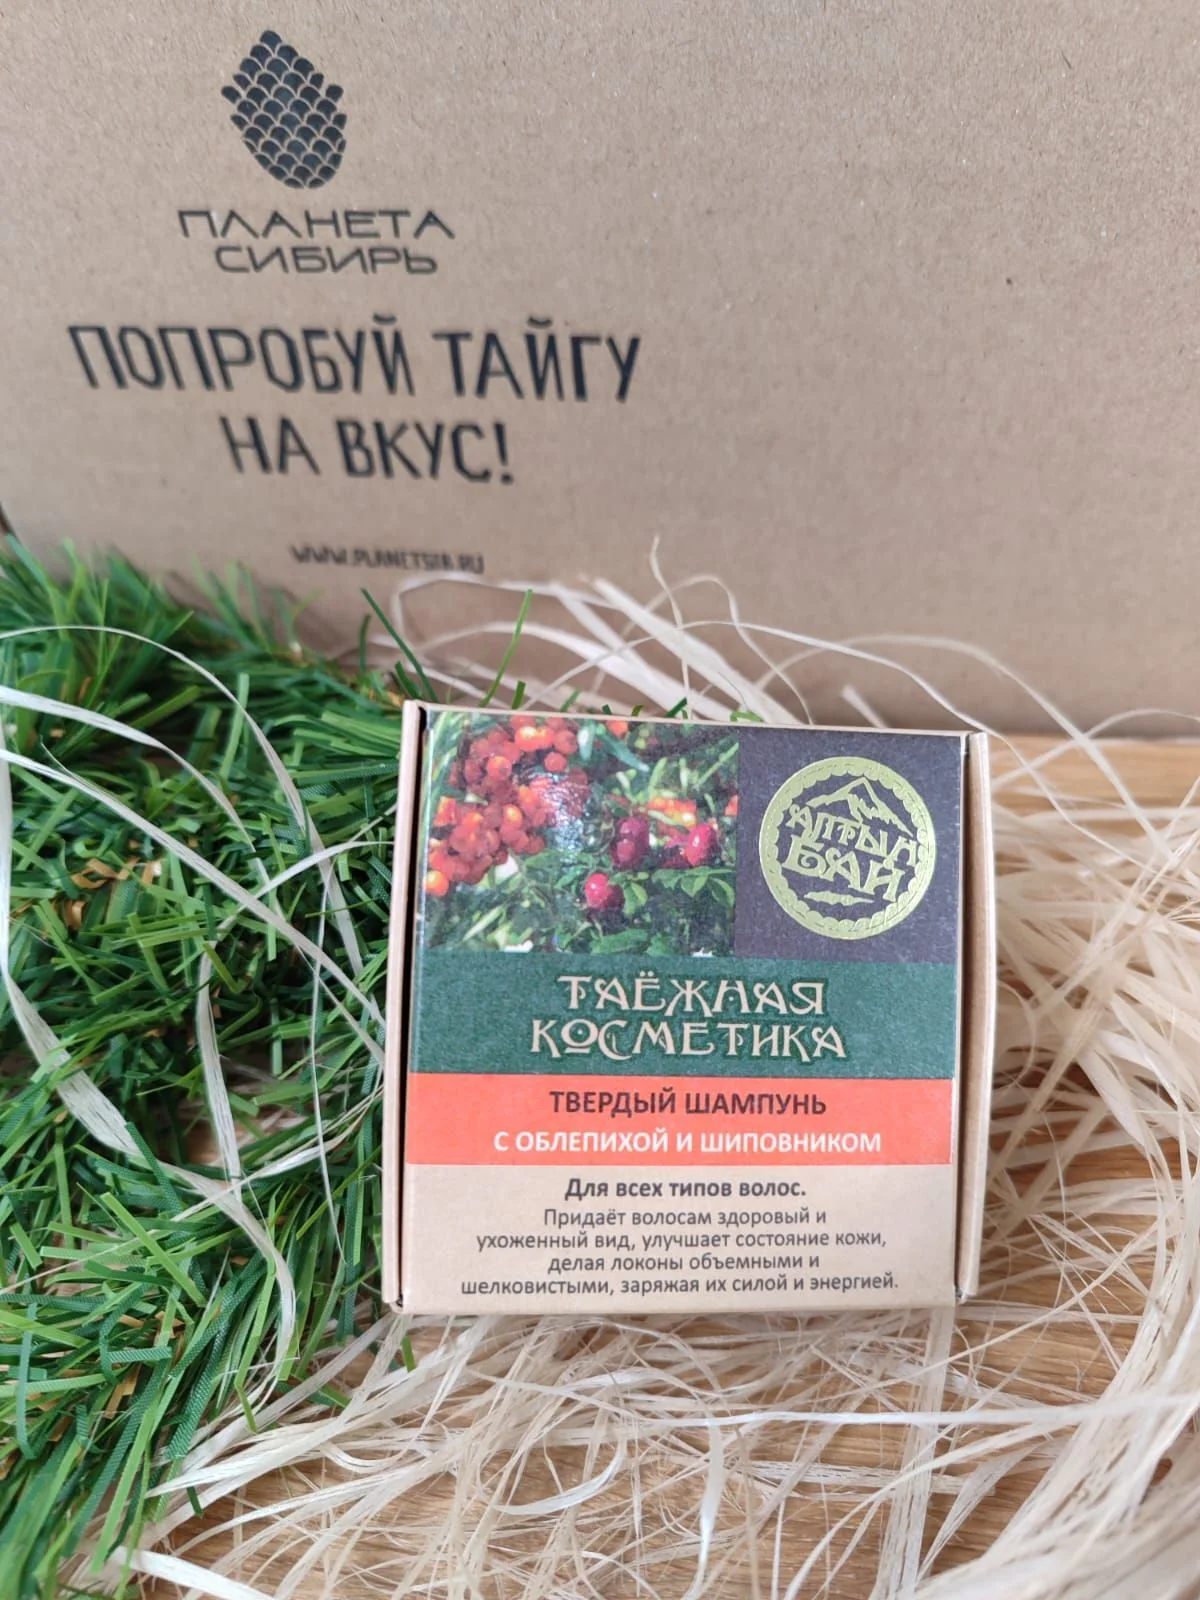 ПЛАНЕТА
СИБИРЬ
ПОПРОБУЙ ТАЙГУ
НА ВКУС!
WWW.PLANETSIB.RU
АЛТЫН
БАЙ
ТАЁЖНАЯ
КОСМЕТИКА
ТВЕРДЫЙ ШАМПУНЬ
С ОБЛЕПИХОЙ И ШИПОВНИКОМ
Для всех типов волос.
Придаёт волосам здоровый и
ухоженный вид, улучшает состояние кожи,
делая локоны объемными и
шелковистыми, заряжая их силой и энергией.